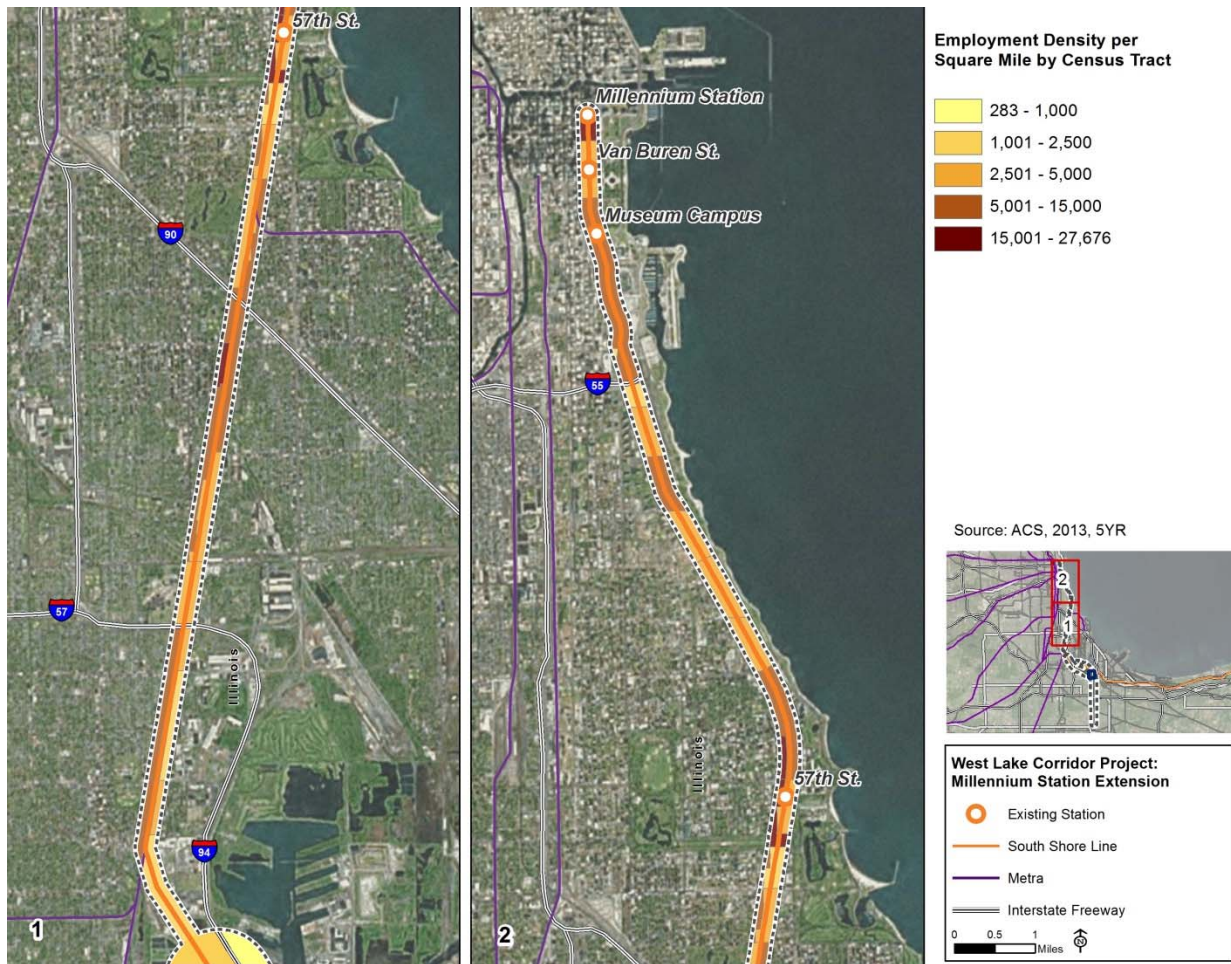 57th St.
90
57
Illinois
94
1
Millennium Station
Van Buren St.
Museum Campus
55
Illinois
57th St.
2
Employment Density per
Square Mile by Census Tract
283 - 1,000
1,001 - 2,500
2,501 - 5,000
5,001 - 15,000
15,001 - 27,676
Source: ACS, 2013, 5YR
2
1
West Lake Corridor Project:
Millennium Station Extension
Existing Station
South Shore Line
Metra
Interstate Freeway
0 0.5 1
Miles
N